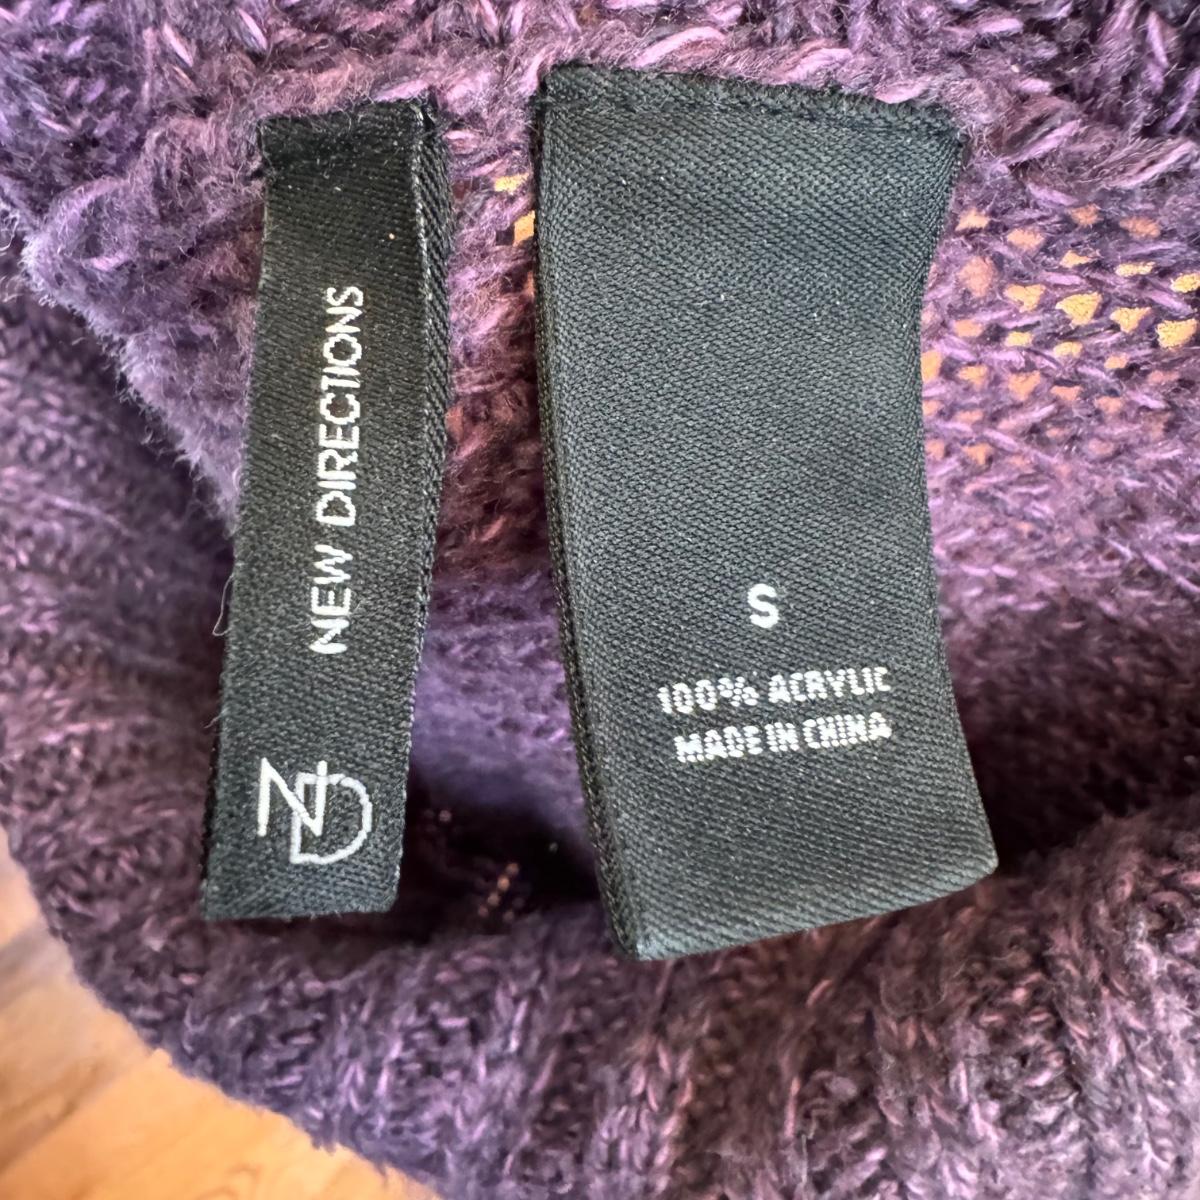 NEW DIRECTIONS
ND
S
100% ACRYLIC
MADE IN CHINA